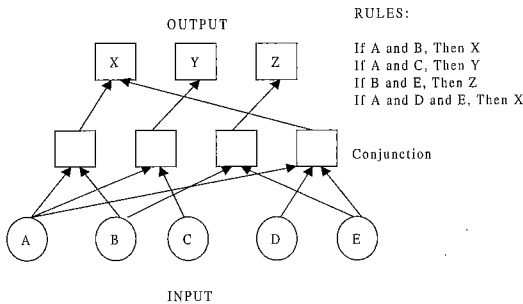 OUTPUT
RULES:
If A and B, Then X
If A and C, Then Y
If B and E, Then Z
If A and D and E, Then X
X Y Z
Conjunction
A B C D E
INPUT